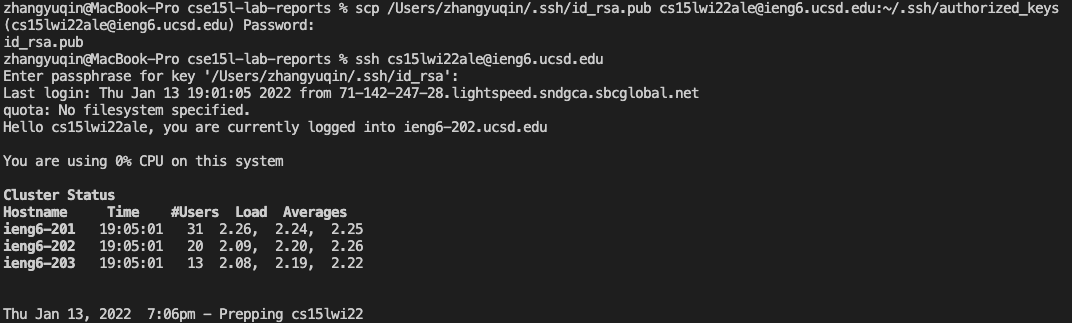 zhangyuqin@MacBook-Pro cse15l-lab-reports % scp /Users/zhangyuqin/.ssh/id_rsa.pub cs15lwi22ale@ieng6.ucsd.edu:~/.ssh/authorized_keys
(cs15lwi22ale@ieng6.ucsd.edu) Password:
id_rsa.pub
zhangyuqin@MacBook-Pro cse15l-lab-reports % ssh cs15lwi22ale@ieng6.ucsd.edu
Enter passphrase for key '/Users/zhangyuqin/.ssh/id_rsa':
Last login: Thu Jan 13 19:01:05 2022 from 71-142-247-28.lightspeed.sndgca.sbcglobal.net
quota: No filesystem specified.
Hello cs15lwi22ale, you are currently logged into ieng6-202.ucsd.edu
You are using 0% CPU on this system
Cluster Status
Hostname     Time    #Users  Load  Averages
ieng6-201   19:05:01   31  2.26,  2.24,  2.25
ieng6-202   19:05:01   20  2.09,  2.20,  2.26
ieng6-203   19:05:01   13  2.08,  2.19,  2.22
Thu Jan 13, 2022  7:06pm - Prepping cs15lwi22